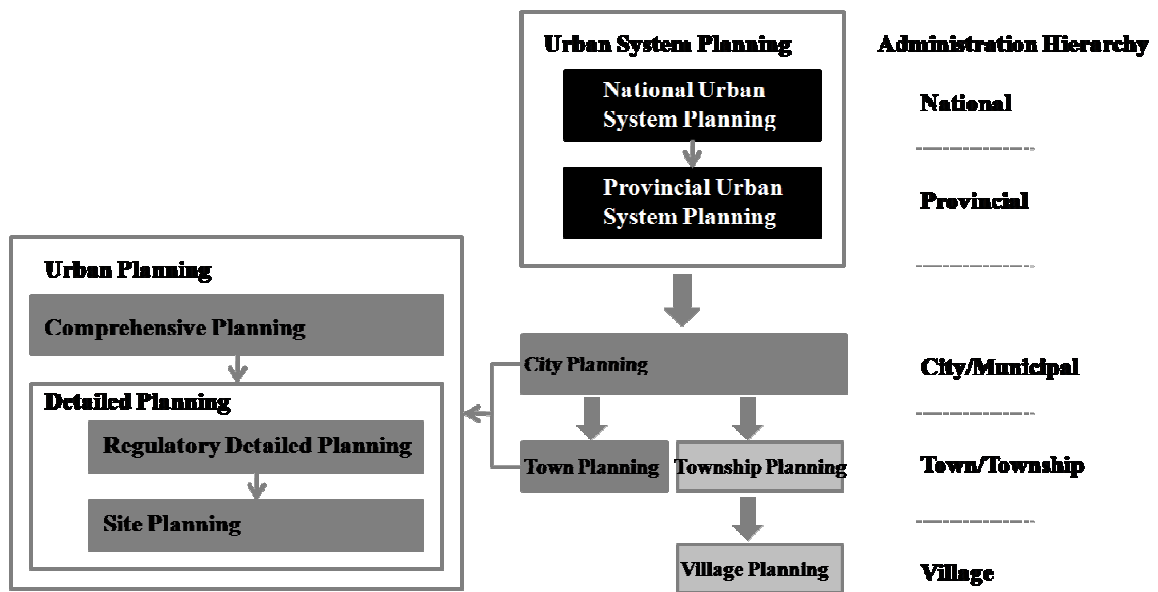 Urban System Planning
National Urban
System Planning
Provincial Urban
System Planning
Administration Hierarchy
National
Provincial
City/Municipal
Town/Township
Village
Urban Planning
Comprehensive Planning
Detailed Planning
Regulatory Detailed Planning
Site Planning
City Planning
Town Planning
Township Planning
Village Planning